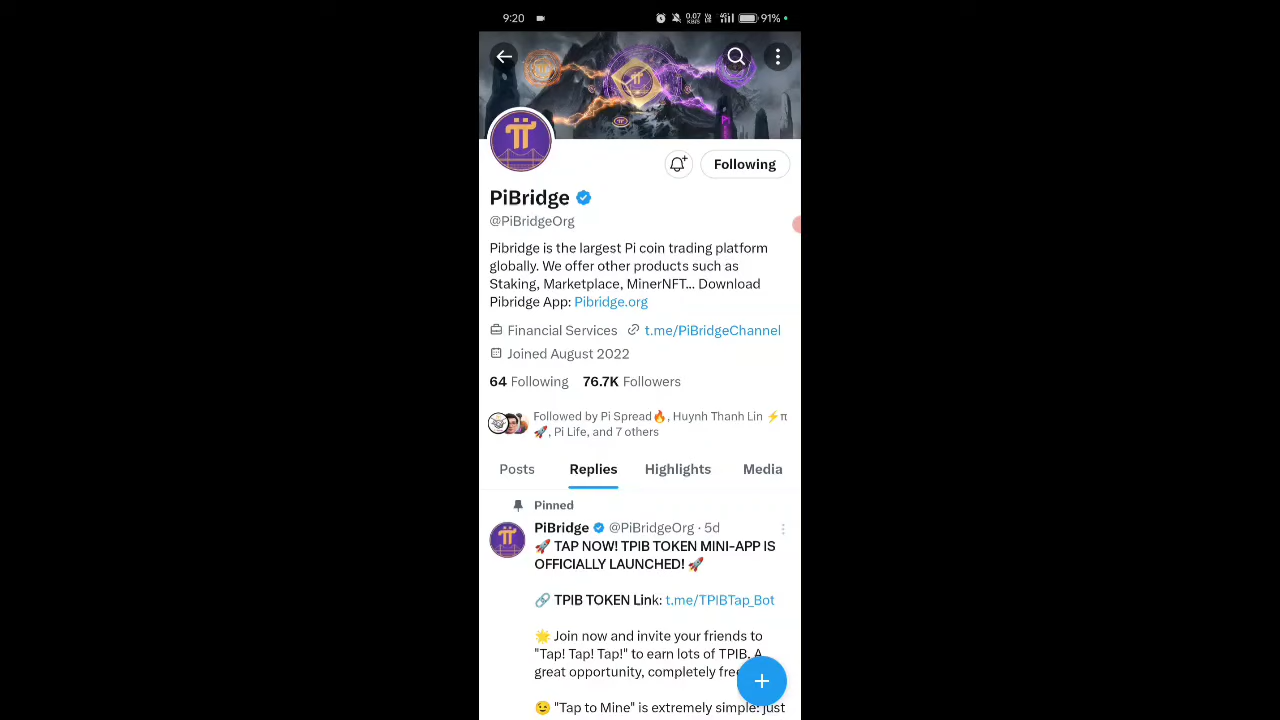 9:20 0.07 KB/S 4G 91%
Following
PiBridge
@PiBridgeOrg
Pibridge is the largest Pi coin trading platform
globally. We offer other products such as
Staking, Marketplace, MinerNFT... Download
Pibridge App: Pibridge.org
Financial Services t.me/PiBridgeChannel
Joined August 2022
64 Following 76.7K Followers
Followed by Pi Spread🔥, Huynh Thanh Lin ⚡π
🚀, Pi Life, and 7 others
Posts Replies Highlights Media
Pinned
PiBridge @PiBridgeOrg · 5d
🚀 TAP NOW! TPIB TOKEN MINI-APP IS
OFFICIALLY LAUNCHED! 🚀
🔗 TPIB TOKEN Link: t.me/TPIBTap_Bot
🌟 Join now and invite your friends to
"Tap! Tap! Tap!" to earn lots of TPIB. A
great opportunity, completely
😉 "Tap to Mine" is extremely simple: just